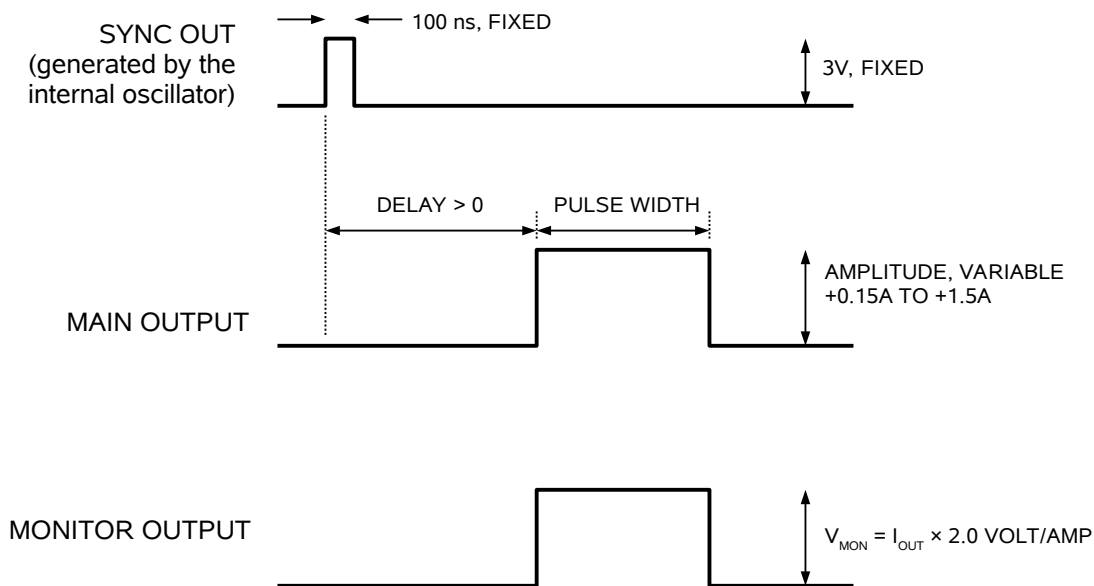 100 ns, FIXED
SYNC OUT
(generated by the
internal oscillator)
3V, FIXED
DELAY > 0
PULSE WIDTH
AMPLITUDE, VARIABLE
+0.15A TO +1.5A
MAIN OUTPUT
MONITOR OUTPUT
V_MON = I_OUT × 2.0 VOLT/AMP